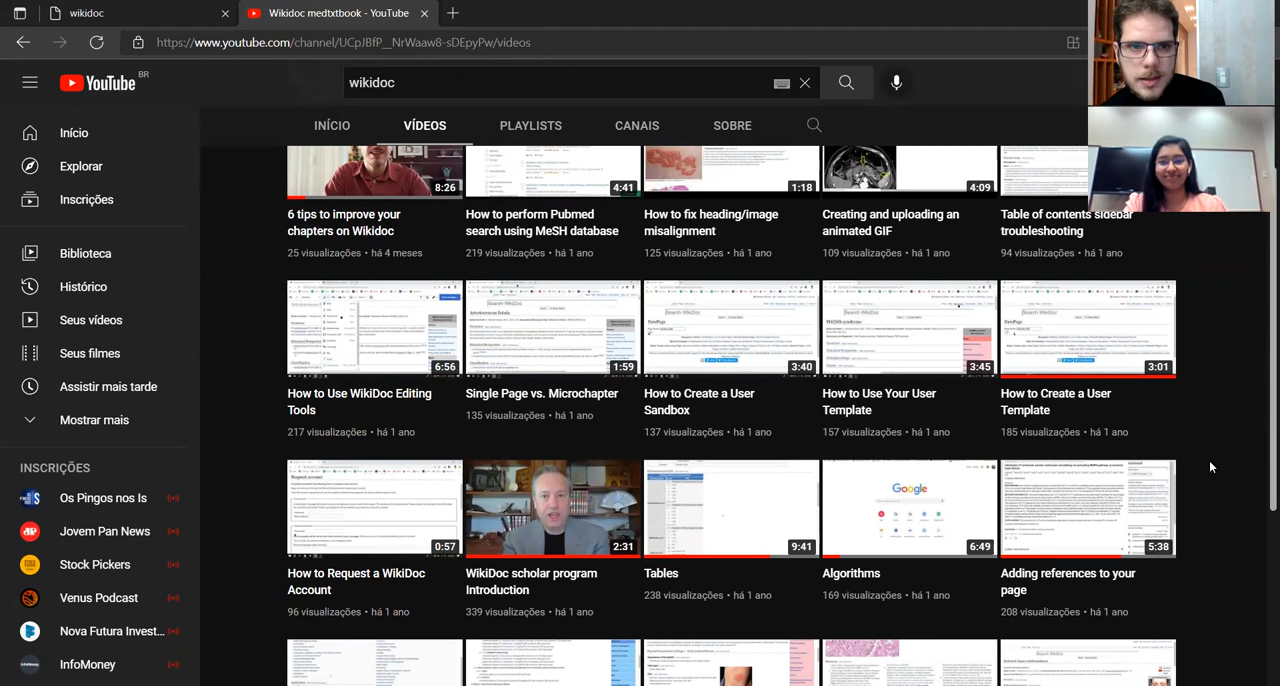 wikidoc
Wikidoc medtxtbook - YouTube
https://www.youtube.com/channel/UCpJBfP__NrWaaw8-sDEpyPw/videos
YouTube BR
wikidoc
INÍCIO VÍDEOS PLAYLISTS CANAIS SOBRE
Início
Explorar
Inscrições
Biblioteca
Histórico
Seus vídeos
Seus filmes
Assistir mais tarde
Mostrar mais
INSCRIÇÕES
Os Pingos nos Is
Jovem Pan News
Stock Pickers
Venus Podcast
Nova Futura Invest...
InfoMoney
8:26
6 tips to improve your
chapters on Wikidoc
25 visualizações • há 4 meses
4:41
How to perform Pubmed
search using MeSH database
219 visualizações • há 1 ano
1:18
How to fix heading/image
misalignment
125 visualizações • há 1 ano
4:09
Creating and uploading an
animated GIF
109 visualizações • há 1 ano
Table of contents sidebar
troubleshooting
94 visualizações • há 1 ano
6:56
How to Use WikiDoc Editing
Tools
217 visualizações • há 1 ano
Search WikiDoc
1:59
Single Page vs. Microchapter
135 visualizações • há 1 ano
Search WikiDoc
3:40
How to Create a User
Sandbox
137 visualizações • há 1 ano
Search WikiDoc
3:45
How to Use Your User
Template
157 visualizações • há 1 ano
Search WikiDoc
3:01
How to Create a User
Template
185 visualizações • há 1 ano
Request account
0:57
How to Request a WikiDoc
Account
96 visualizações • há 1 ano
2:31
WikiDoc scholar program
Introduction
339 visualizações • há 1 ano
9:41
Tables
238 visualizações • há 1 ano
Google
6:49
Algorithms
169 visualizações • há 1 ano
5:38
Adding references to your
page
208 visualizações • há 1 ano